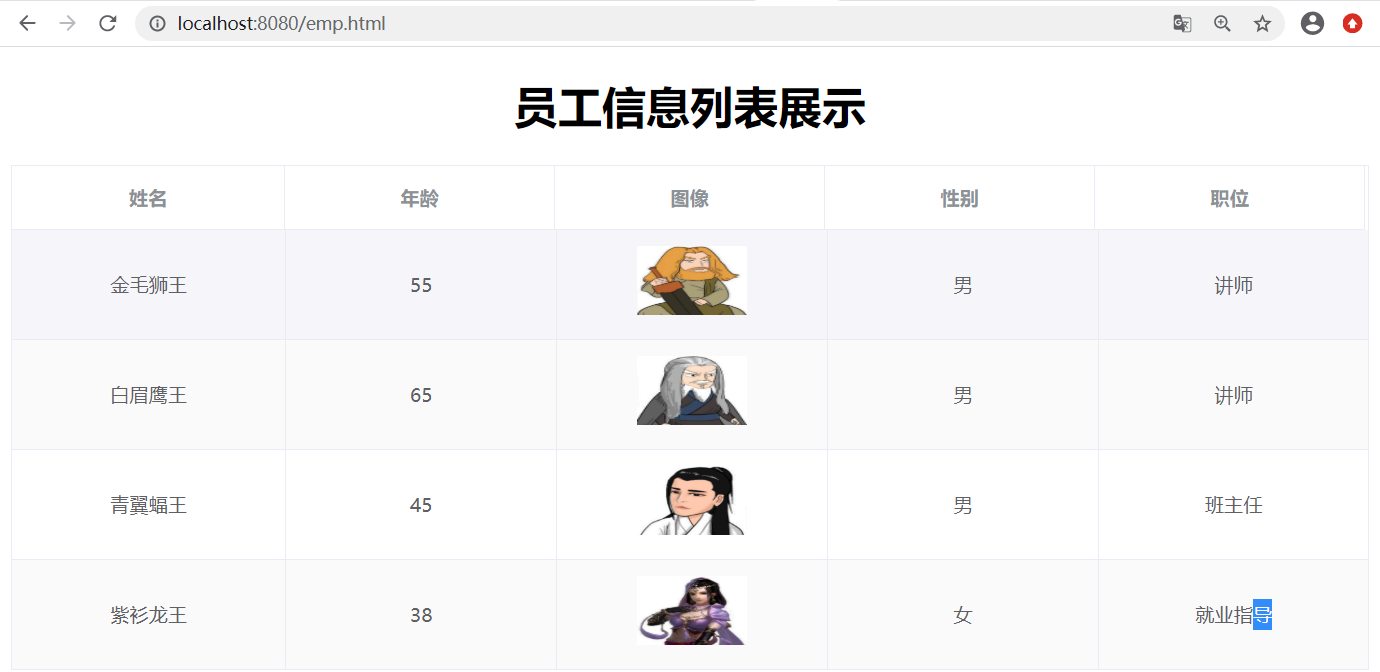 localhost:8080/emp.html
员工信息列表展示
姓名 年龄 图像 性别 职位
金毛狮王 55 男 讲师
白眉鹰王 65 男 讲师
青翼蝠王 45 男 班主任
紫衫龙王 38 女 就业指导